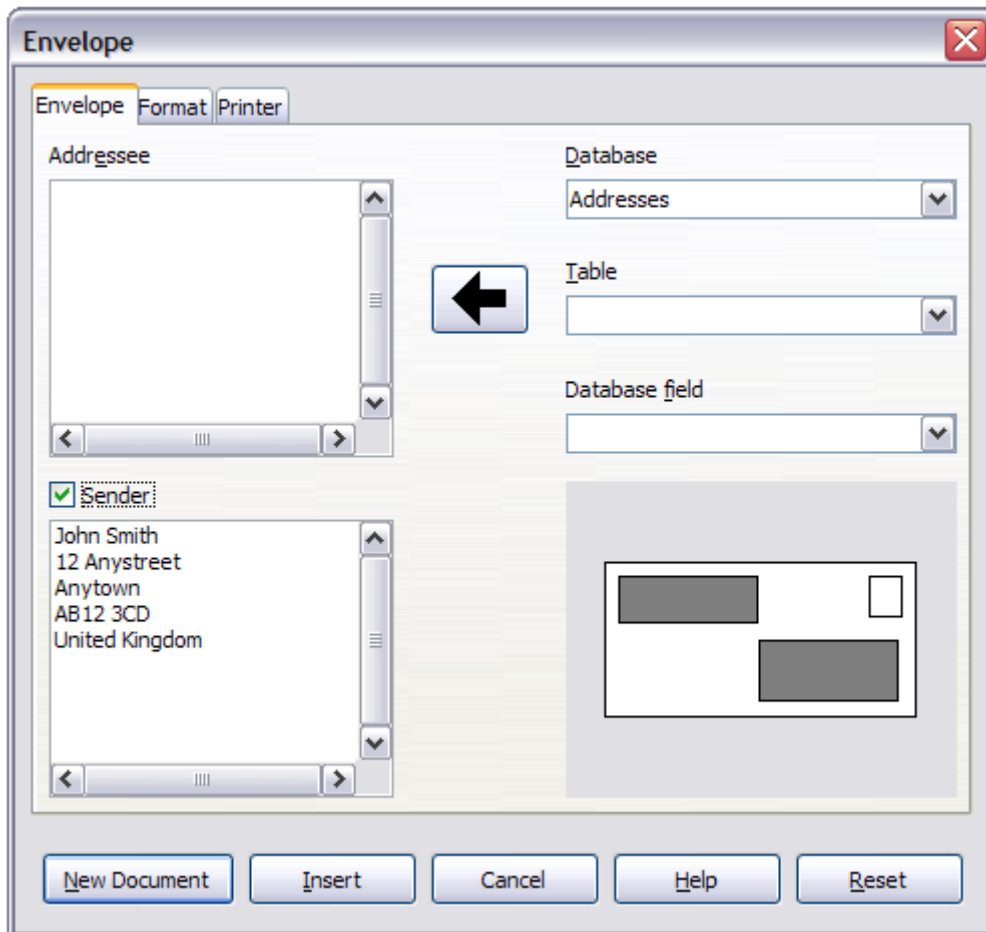 Envelope
Envelope Format Printer
Addressee
Database
Addresses
Table
Database field
Sender
John Smith
12 Anystreet
Anytown
AB12 3CD
United Kingdom
New Document Insert Cancel Help Reset